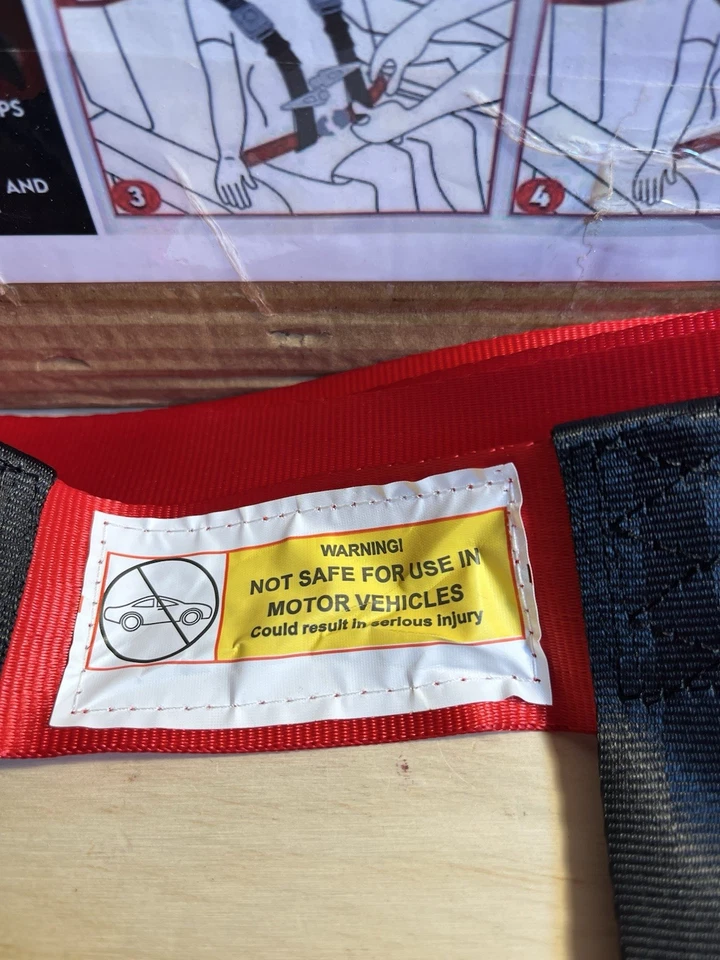 PS
AND
3
4
WARNING!
NOT SAFE FOR USE IN
MOTOR VEHICLES
Could result in serious injury